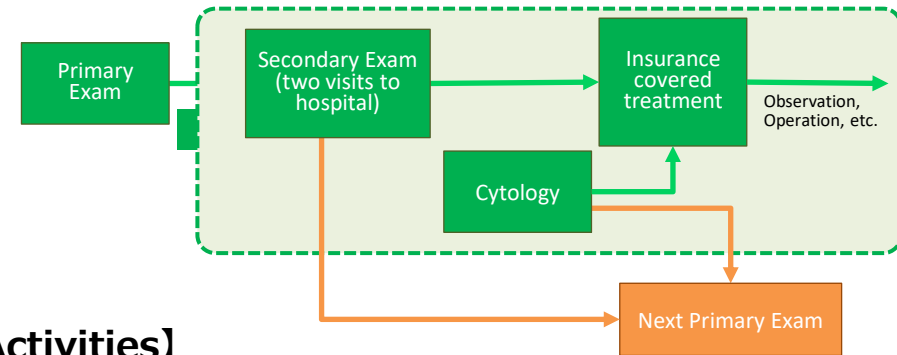 Primary
Exam
Secondary Exam
(two visits to
hospital)
Insurance
covered
treatment
Observation,
Operation, etc.
Cytology
Next Primary Exam
Activities】